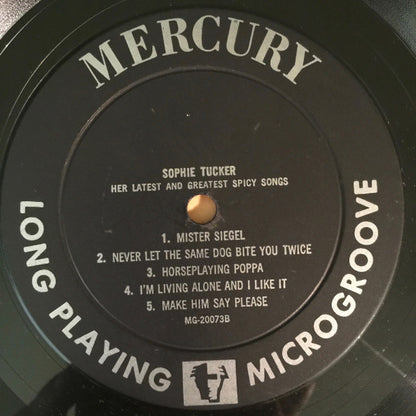 MERCURY
SOPHIE TUCKER
HER LATEST AND GREATEST SPICY SONGS
1. MISTER SIEGEL
2. NEVER LET THE SAME DOG BITE YOU TWICE
3. HORSEPLAYING POPPA
4. I'M LIVING ALONE AND I LIKE IT
5. MAKE HIM SAY PLEASE
MG-20073B
LONG PLAYING MICROGROOVE